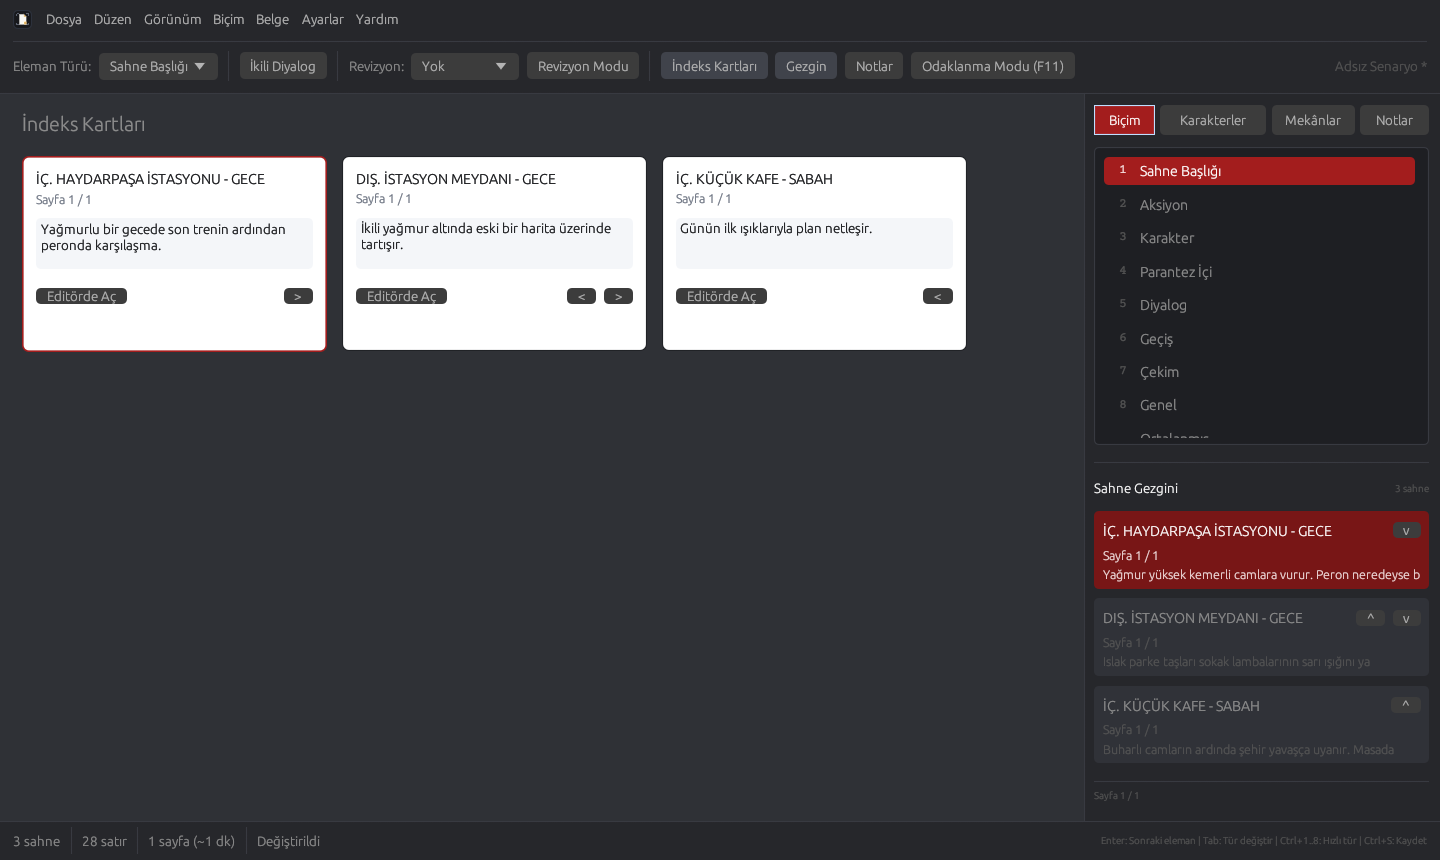 Dosya Düzen Görünüm Biçim Belge Ayarlar Yardım
Eleman Türü: Sahne Başlığı İkili Diyalog Revizyon: Yok Revizyon Modu İndeks Kartları Gezgin Notlar Odaklanma Modu (F11) Adsız Senaryo *
İndeks Kartları
İÇ. HAYDARPAŞA İSTASYONU - GECE
Sayfa 1 / 1
Yağmurlu bir gecede son trenin ardından
peronda karşılaşma.
Editörde Aç >
DIŞ. İSTASYON MEYDANI - GECE
Sayfa 1 / 1
İkili yağmur altında eski bir harita üzerinde
tartışır.
Editörde Aç < >
İÇ. KÜÇÜK KAFE - SABAH
Sayfa 1 / 1
Günün ilk ışıklarıyla plan netleşir.
Editörde Aç <
Biçim Karakterler Mekânlar Notlar
1 Sahne Başlığı
2 Aksiyon
3 Karakter
4 Parantez İçi
5 Diyalog
6 Geçiş
7 Çekim
8 Genel
Sahne Gezgini 3 sahne
İÇ. HAYDARPAŞA İSTASYONU - GECE v
Sayfa 1 / 1
Yağmur yüksek kemerli camlara vurur. Peron neredeyse b
DIŞ. İSTASYON MEYDANI - GECE ^ v
Sayfa 1 / 1
Islak parke taşları sokak lambalarının sarı ışığını ya
İÇ. KÜÇÜK KAFE - SABAH ^
Sayfa 1 / 1
Buharlı camların ardında şehir yavaşça uyanır. Masada
Sayfa 1 / 1
3 sahne 28 satır 1 sayfa (~1 dk) Değiştirildi Enter: Sonraki eleman | Tab: Tür değiştir | Ctrl+1..8: Hızlı tür | Ctrl+S: Kaydet